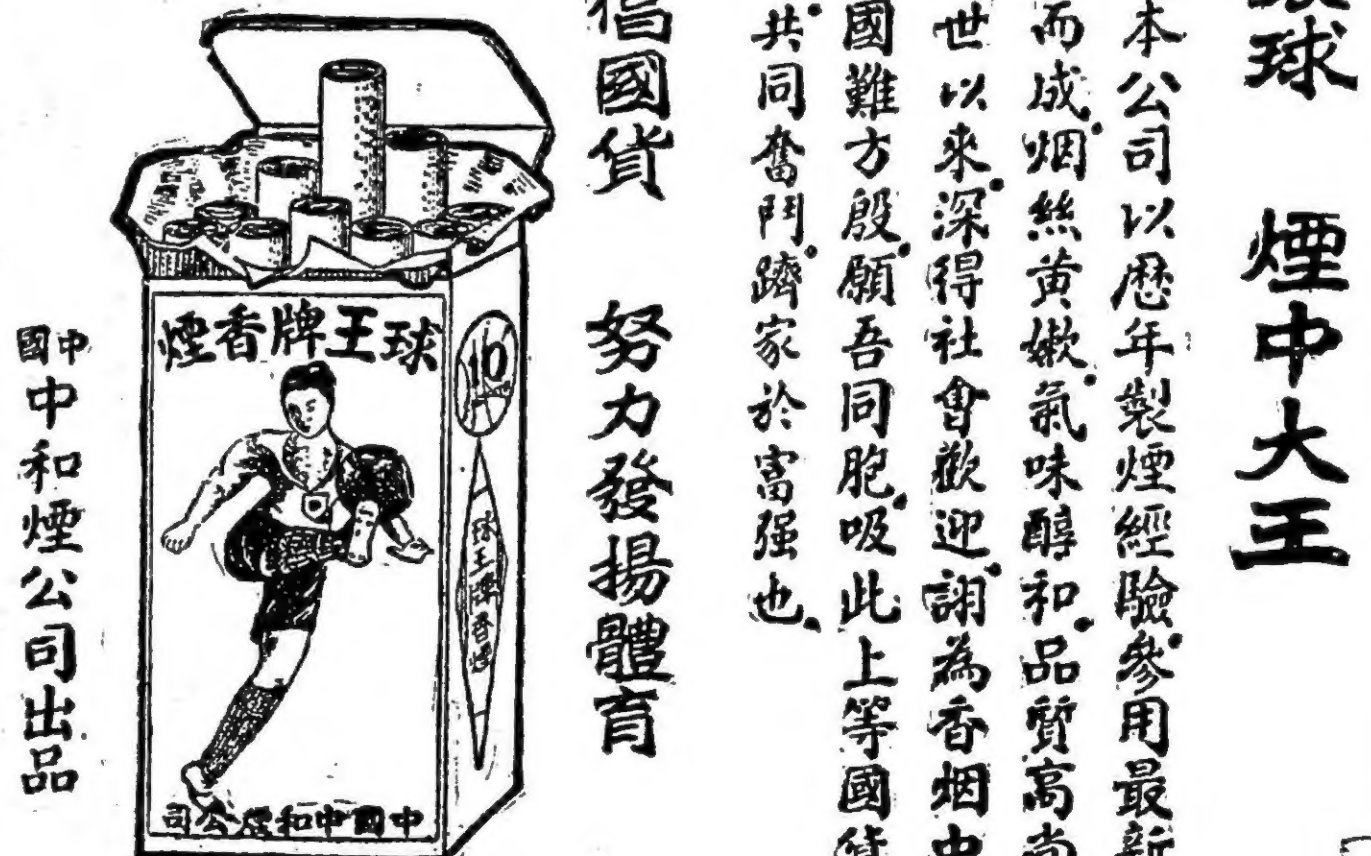 球 煙中大王
本公司以歷年製煙經驗參用最新
而成烟絲黃嫩氣味醇和品質高尚
世以來深得社會歡迎詡為香烟中
國難方殷願吾同胞吸此上等國貨
共同奮鬥躋家於富强也
倡國貨 努力發揚體育
球王牌香煙
10
球王牌香煙
中國中和煙公司
中國中和煙公司出品